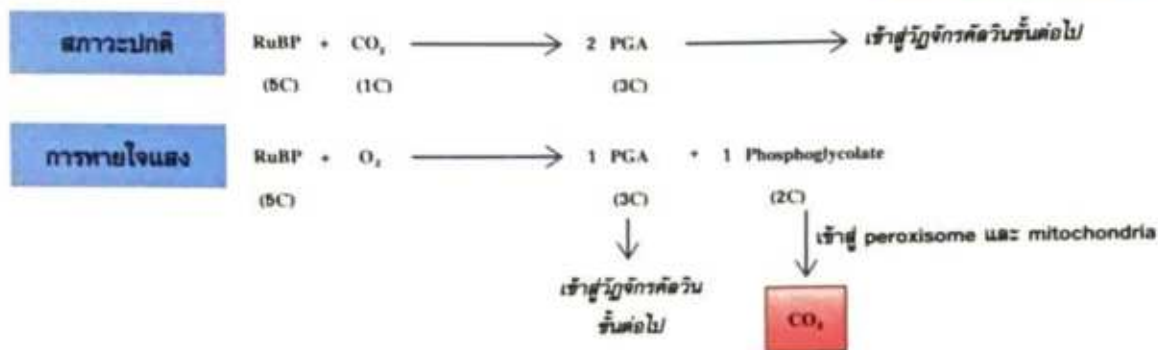 สภาวะปกติ RuBP + CO₂ 2 PGA เข้าสู่วัฏจักรคัลวินขั้นต่อไป
(5C) (1C) (3C)
การหายใจแสง RuBP + O₂ 1 PGA + 1 Phosphoglycolate
(5C) (3C) (2C)
เข้าสู่ peroxisome และ mitochondria
เข้าสู่วัฏจักรคัลวิน
ขั้นต่อไป
CO₂